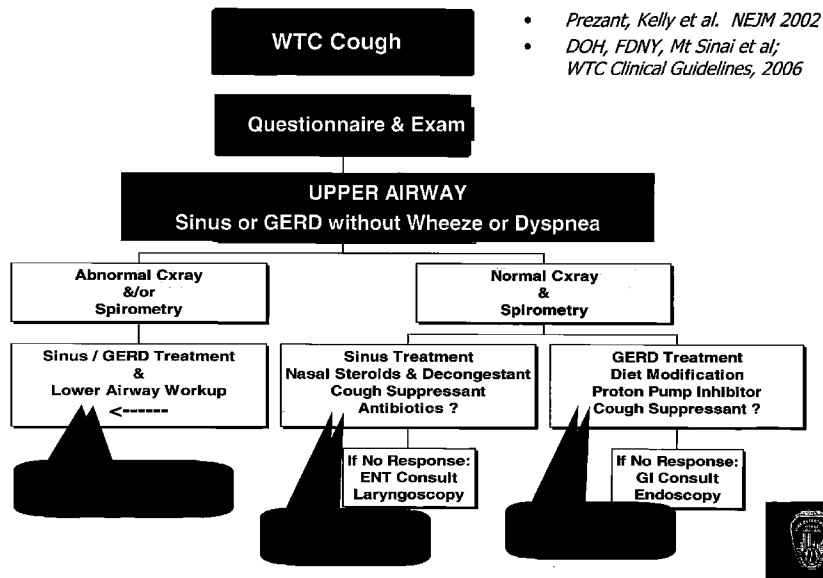 WTC Cough
• Prezant, Kelly et al. NEJM 2002
• DOH, FDNY, Mt Sinai et al;
WTC Clinical Guidelines, 2006
Questionnaire & Exam
UPPER AIRWAY
Sinus or GERD without Wheeze or Dyspnea
Abnormal Cxray
&/or
Spirometry
Normal Cxray
&
Spirometry
Sinus / GERD Treatment
&
Lower Airway Workup
<------
Sinus Treatment
Nasal Steroids & Decongestant
Cough Suppressant
Antibiotics ?
GERD Treatment
Diet Modification
Proton Pump Inhibitor
Cough Suppressant ?
If No Response:
ENT Consult
Laryngoscopy
If No Response:
GI Consult
Endoscopy